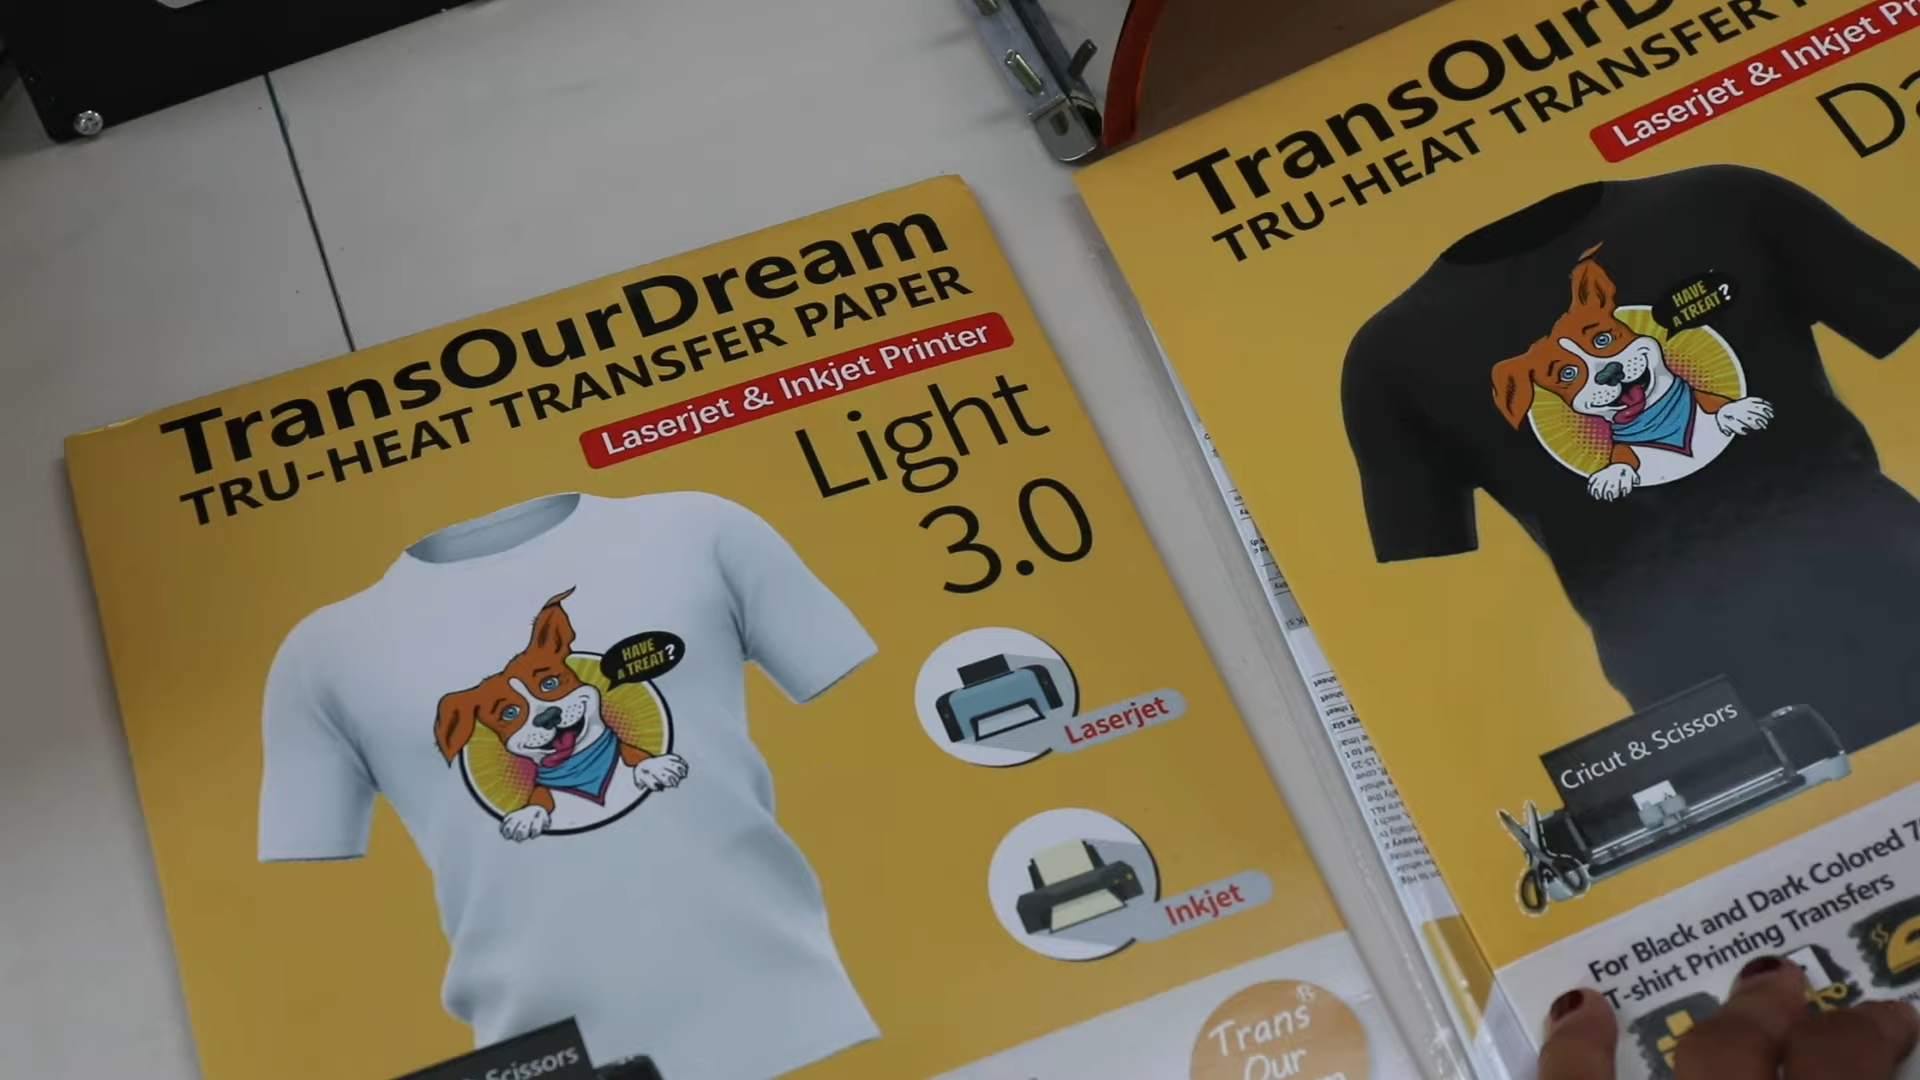 TransOurDream
TRU-HEAT TRANSFER PAPER
Laserjet & Inkjet Printer
Light
3.0
HAVE
A TREAT?
Laserjet
Inkjet
Scissors
Trans
Our
TransOurD
TRU-HEAT TRANSFER
Laserjet & Inkjet Pr
Da
HAVE
A TREAT?
Cricut & Scissors
For Black and Dark Colored
T-shirt Printing Transfers